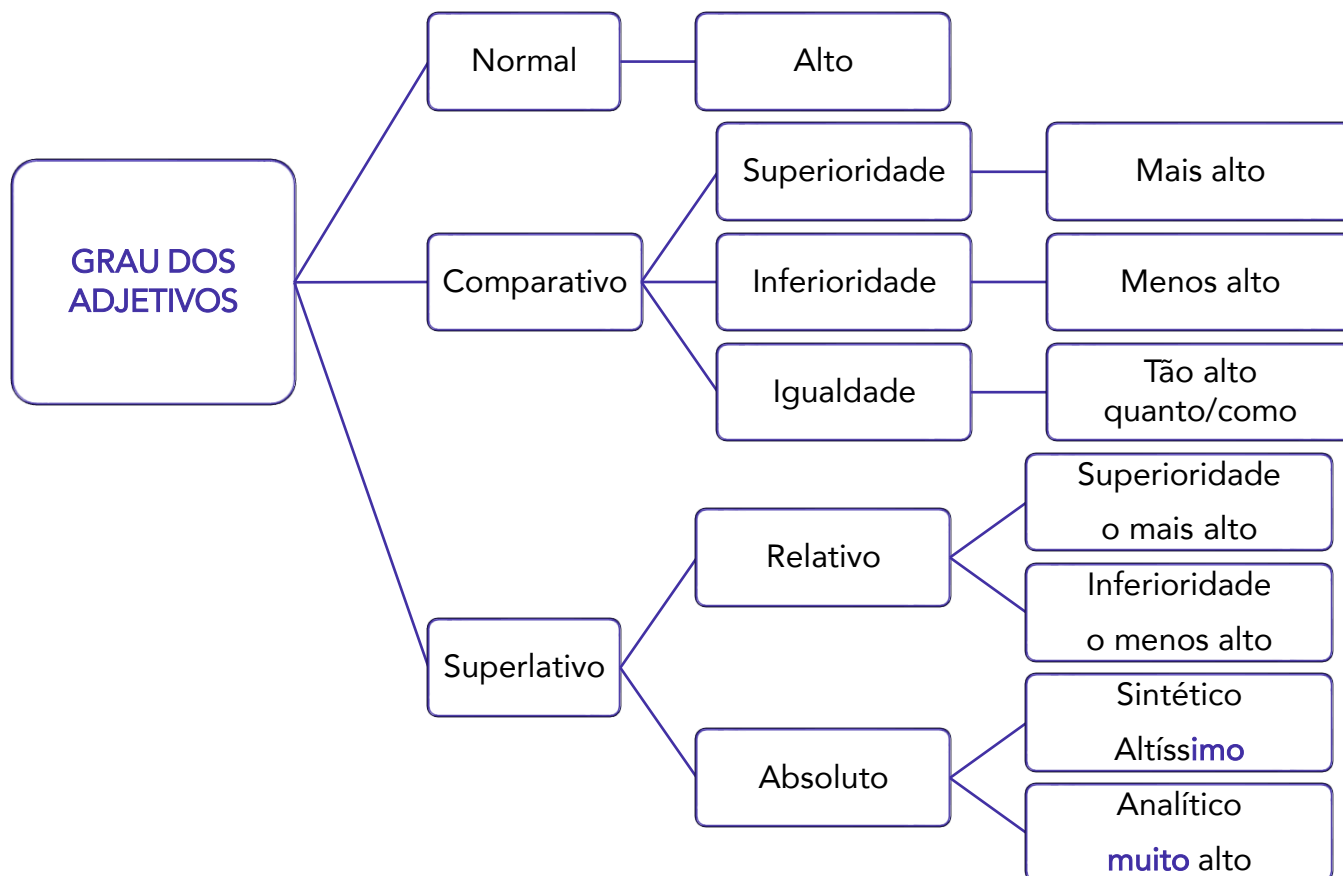 GRAU DOS
ADJETIVOS
Normal
Alto
Comparativo
Superioridade
Mais alto
Inferioridade
Menos alto
Igualdade
Tão alto
quanto/como
Superlativo
Relativo
Superioridade
o mais alto
Inferioridade
o menos alto
Absoluto
Sintético
Altíssimo
Analítico
muito alto